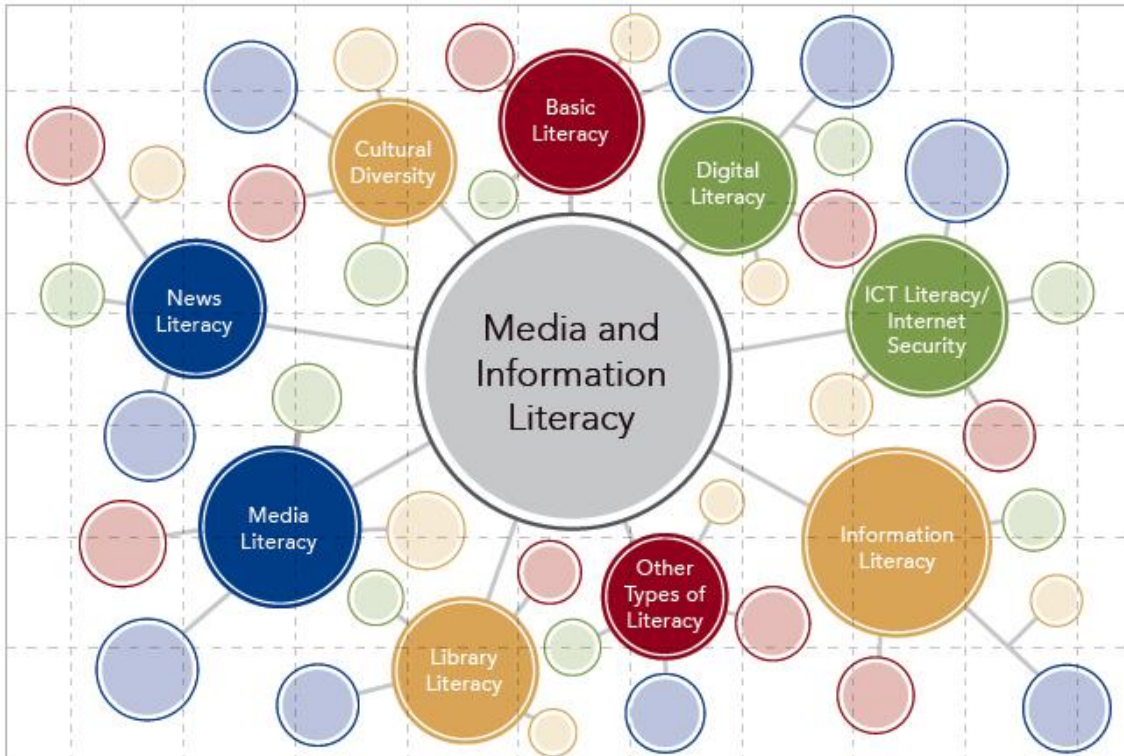 Basic
Literacy
Cultural
Diversity
Digital
Literacy
News
Literacy
ICT Literacy/
Internet
Security
Media and
Information
Literacy
Media
Literacy
Information
Literacy
Other
Types of
Literacy
Library
Literacy